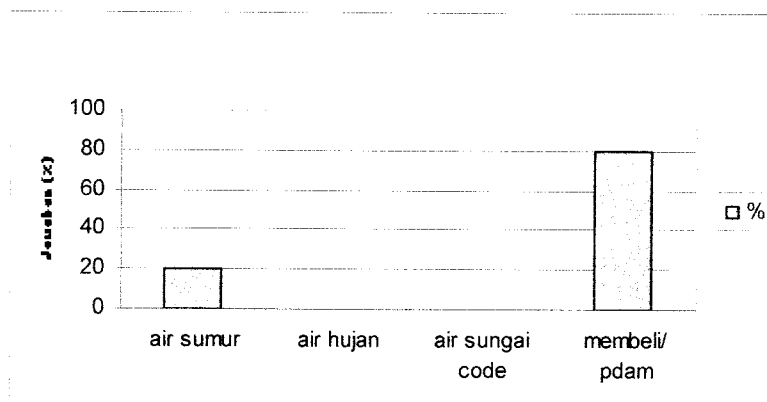 100
80
60
40
20
0
(%)
air sumur
air hujan
air sungai
code
membeli/
pdam
%